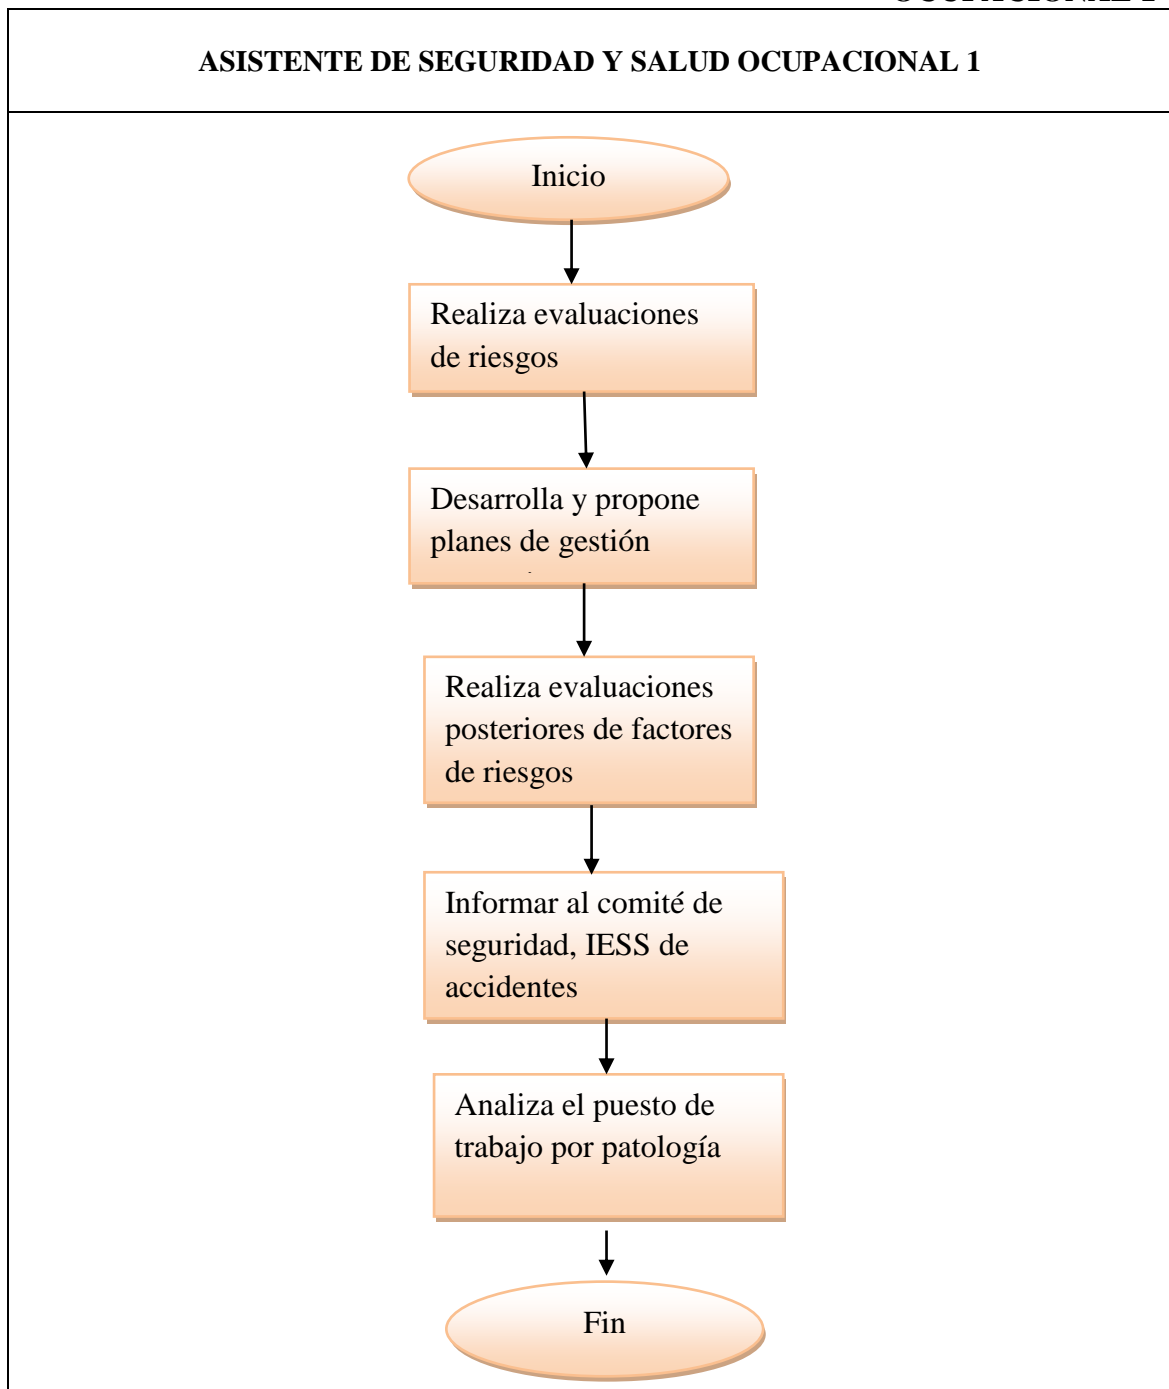 ASISTENTE DE SEGURIDAD Y SALUD OCUPACIONAL 1
Inicio
Realiza evaluaciones
de riesgos
Desarrolla y propone
planes de gestión
Realiza evaluaciones
posteriores de factores
de riesgos
Informar al comité de
seguridad, IESS de
accidentes
Analiza el puesto de
trabajo por patología
Fin